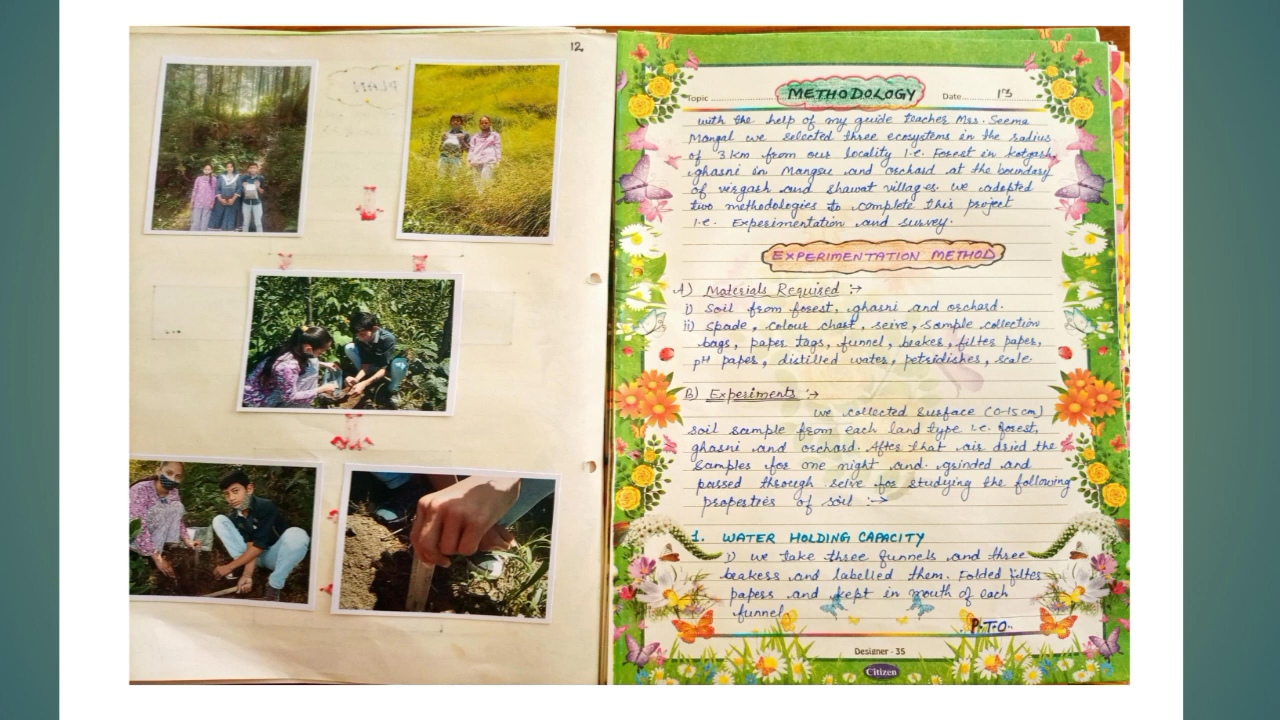 12
Topic METHODOLOGY Date 13
with the help of my guide teacher Mrs. Seema
Mangal we selected three ecosystems in the radius
of 3 Km from our locality i.e. Forest in kotgarh,
ghasni in Mangsu and orchard at the boundary
of virgarh and shawat villages. we adopted
two methodologies to complete this project
i.e. Experimentation and survey.
EXPERIMENTATION METHOD
A) Materials Required :→
i) Soil from forest, ghasni and orchard.
ii) spade, colour chart, seive, sample collection
bags, paper tags, funnel, beaker, filter paper,
pH paper, distilled water, petridishes, scale.
B) Experiments :→
we collected surface (0-15 cm)
soil sample from each land type i.e. forest,
ghasni and orchard. After that air dried the
samples for one night and grinded and
passed through seive for studying the following
properties of soil :→
1. WATER HOLDING CAPACITY
i) we take three funnels and three
beakers and labelled them. Folded filter
papers and kept in mouth of each
funnel.
P.T.O..
Designer - 35
Citizen